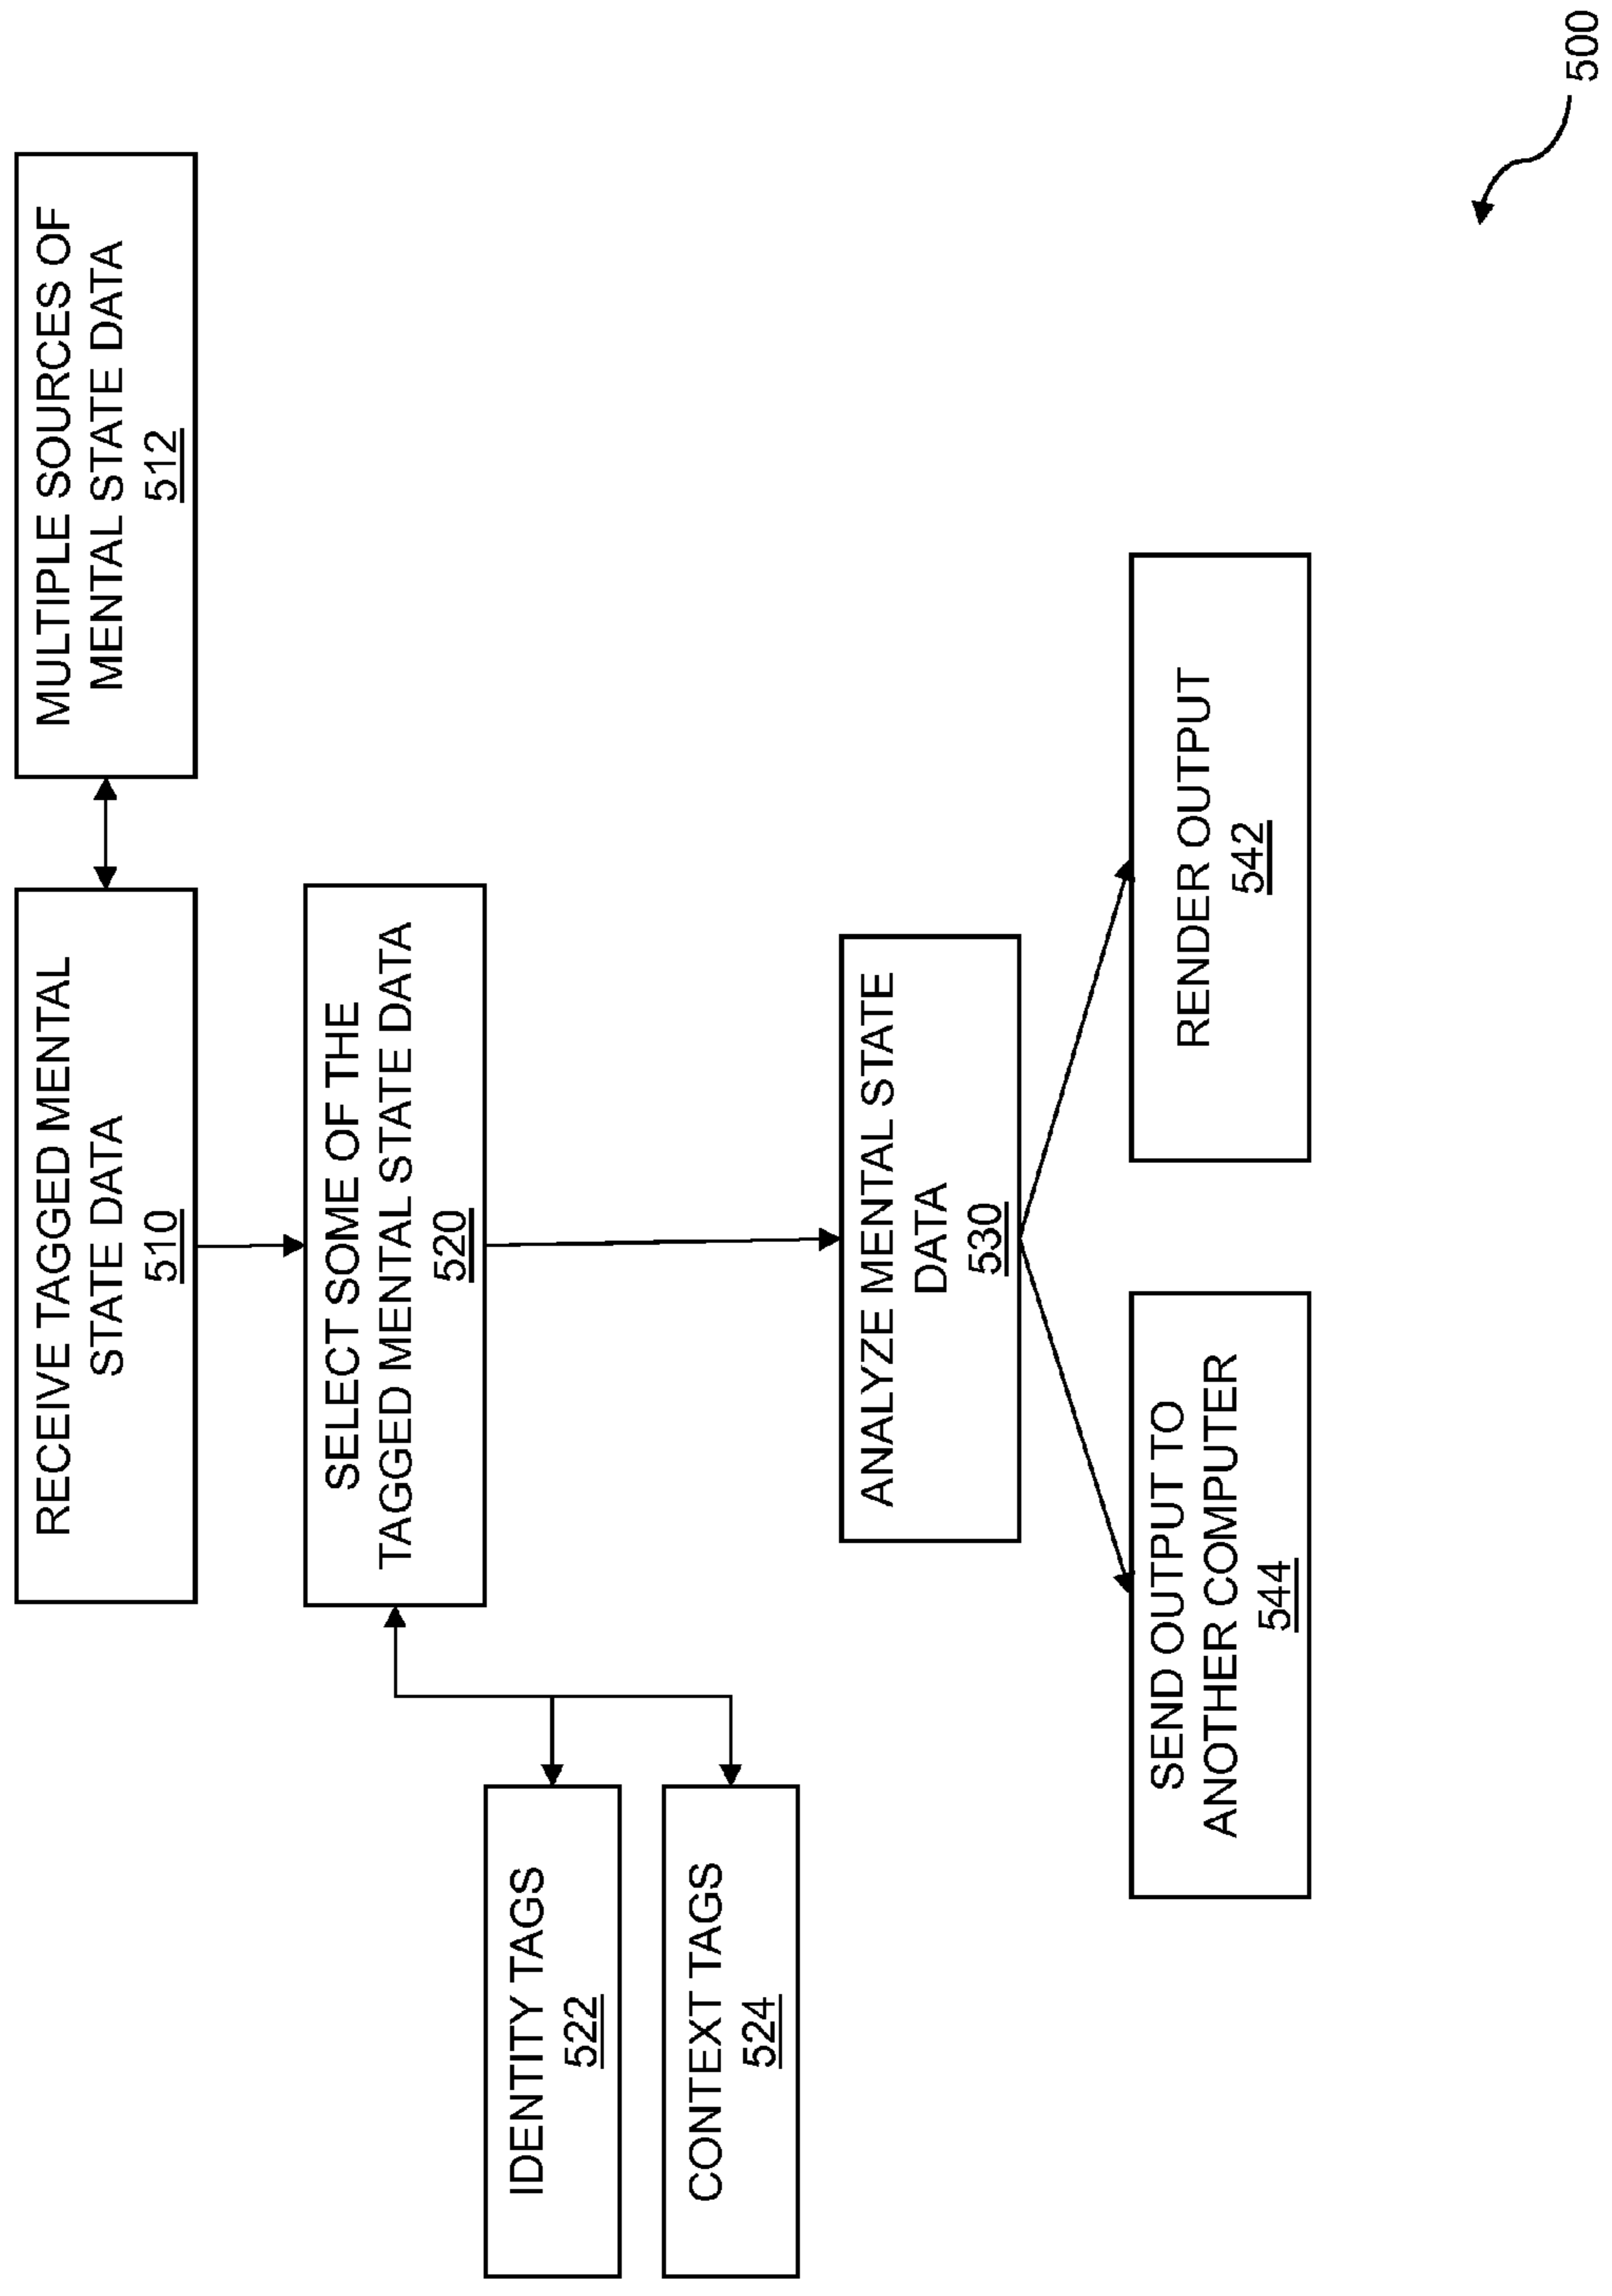 RECEIVE TAGGED MENTAL
STATE DATA
510
MULTIPLE SOURCES OF
MENTAL STATE DATA
512
SELECT SOME OF THE
TAGGED MENTAL STATE DATA
520
IDENTITY TAGS
522
CONTEXT TAGS
524
ANALYZE MENTAL STATE
DATA
530
SEND OUTPUT TO
ANOTHER COMPUTER
544
RENDER OUTPUT
542
500